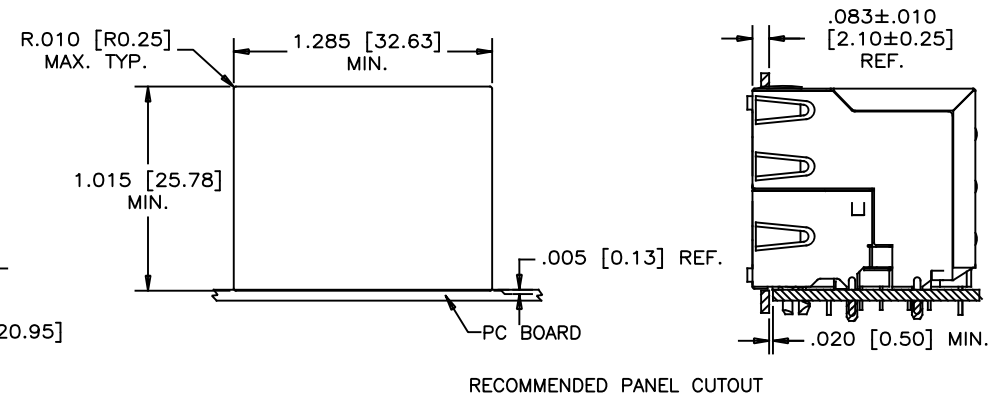 R.010 [R0.25]
MAX. TYP.
1.285 [32.63]
MIN.
.083±.010
[2.10±0.25]
REF.
1.015 [25.78]
MIN.
.005 [0.13] REF.
20.95]
PC BOARD
.020 [0.50] MIN.
RECOMMENDED PANEL CUTOUT